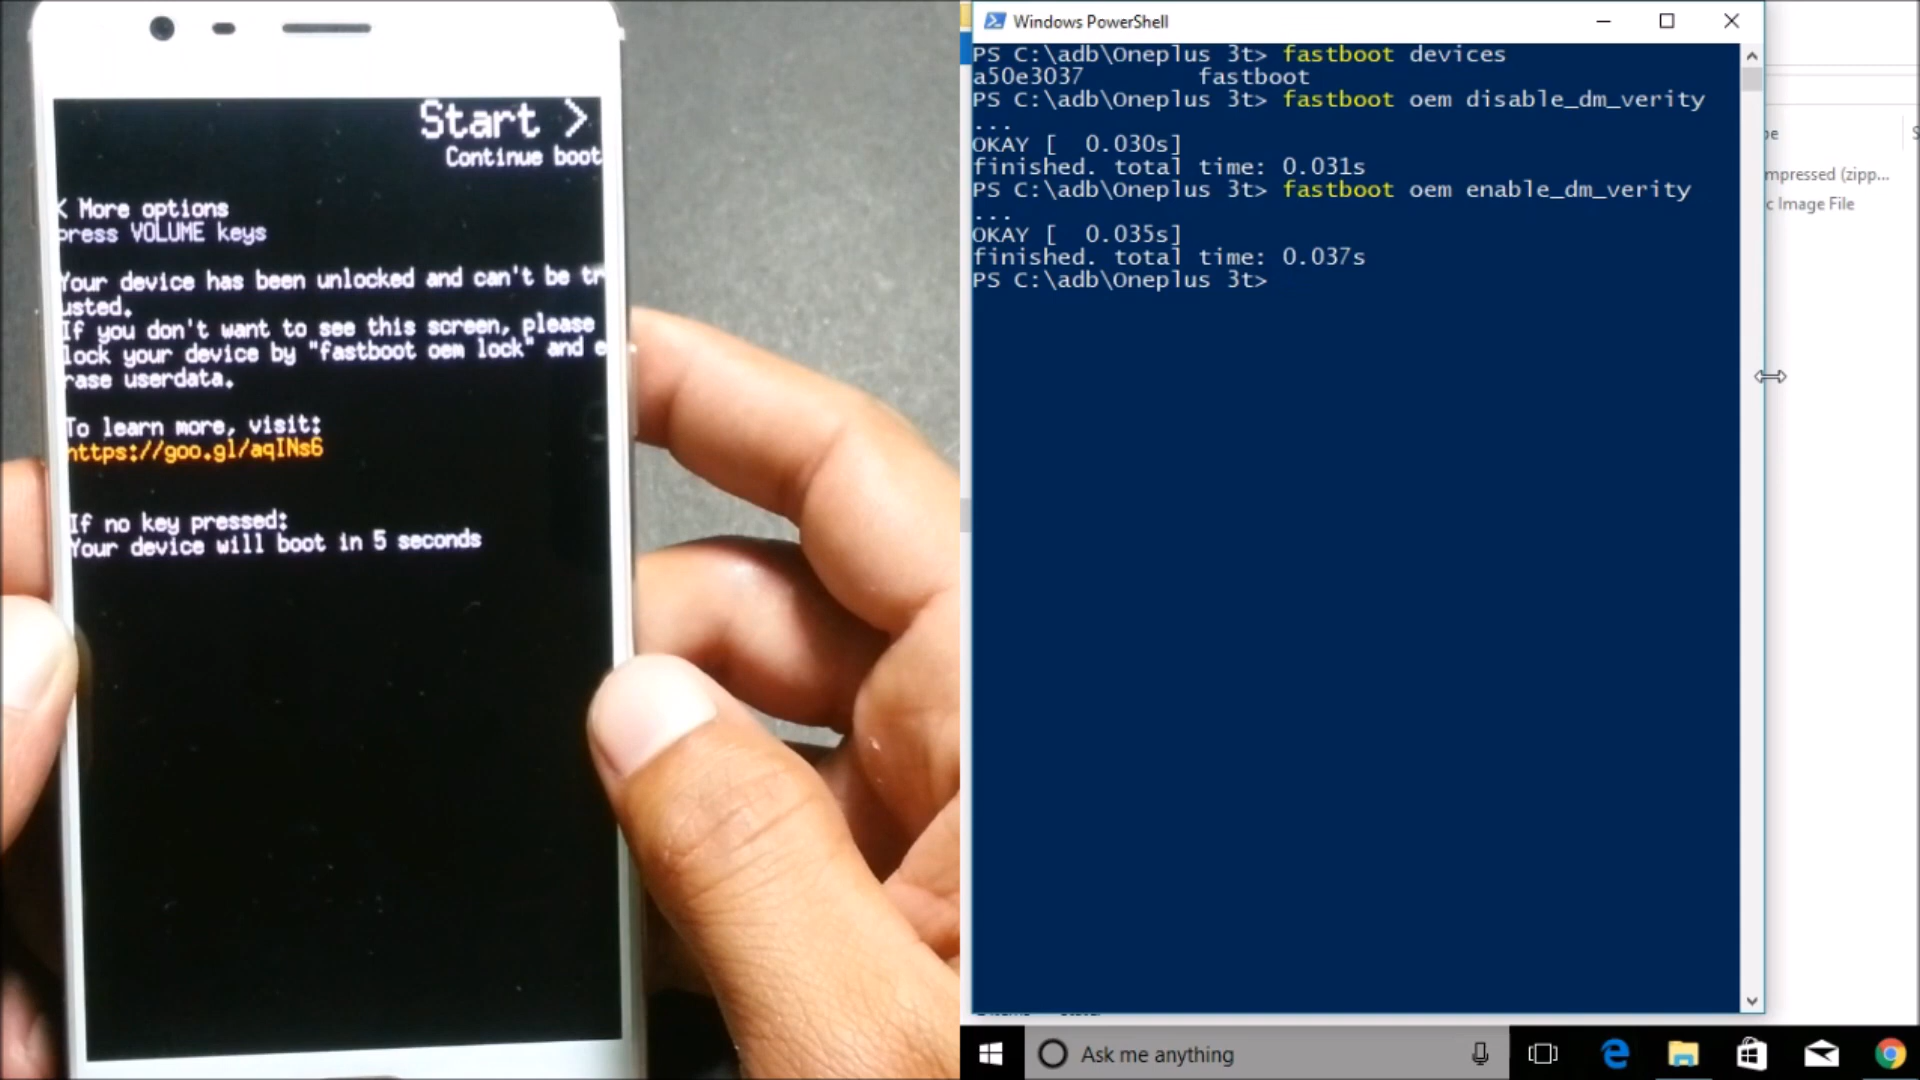 Start >
Continue boot
< More options
press VOLUME keys
Your device has been unlocked and can't be tr
usted.
If you don't want to see this screen, please
lock your device by "fastboot oem lock" and e
rase userdata.
To learn more, visit:
https://goo.gl/aqINs6
If no key pressed:
Your device will boot in 5 seconds
Windows PowerShell
PS C:\adb\Oneplus 3t> fastboot devices
a50e3037 fastboot
PS C:\adb\Oneplus 3t> fastboot oem disable_dm_verity
...
OKAY [ 0.030s]
finished. total time: 0.031s
PS C:\adb\Oneplus 3t> fastboot oem enable_dm_verity
...
OKAY [ 0.035s]
finished. total time: 0.037s
PS C:\adb\Oneplus 3t>
pe
S
mpressed (zipp...
c Image File
Ask me anything